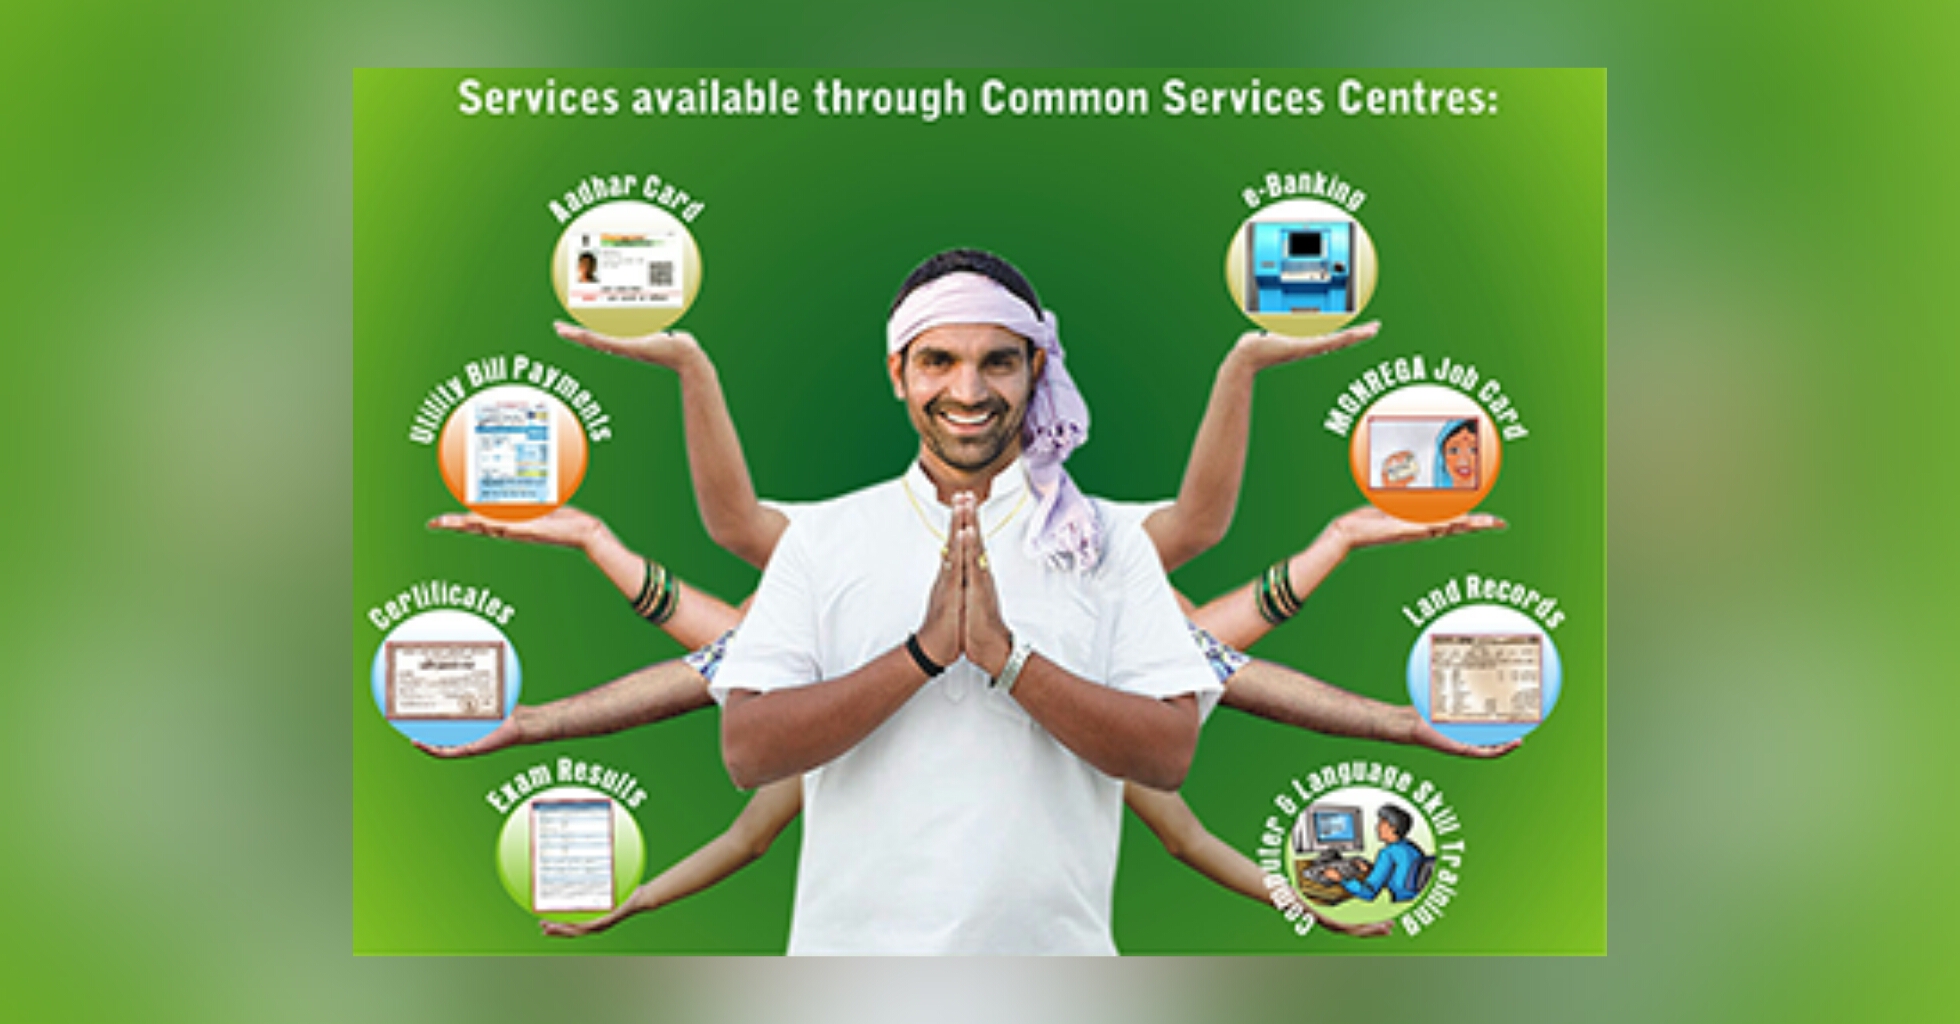 Services available through Common Services Centres:
Aadhar Card
e-Banking
Utility Bill Payments
MGNREGA Job Card
Certificates
Land Records
Exam Results
Computer & Language Skill Training